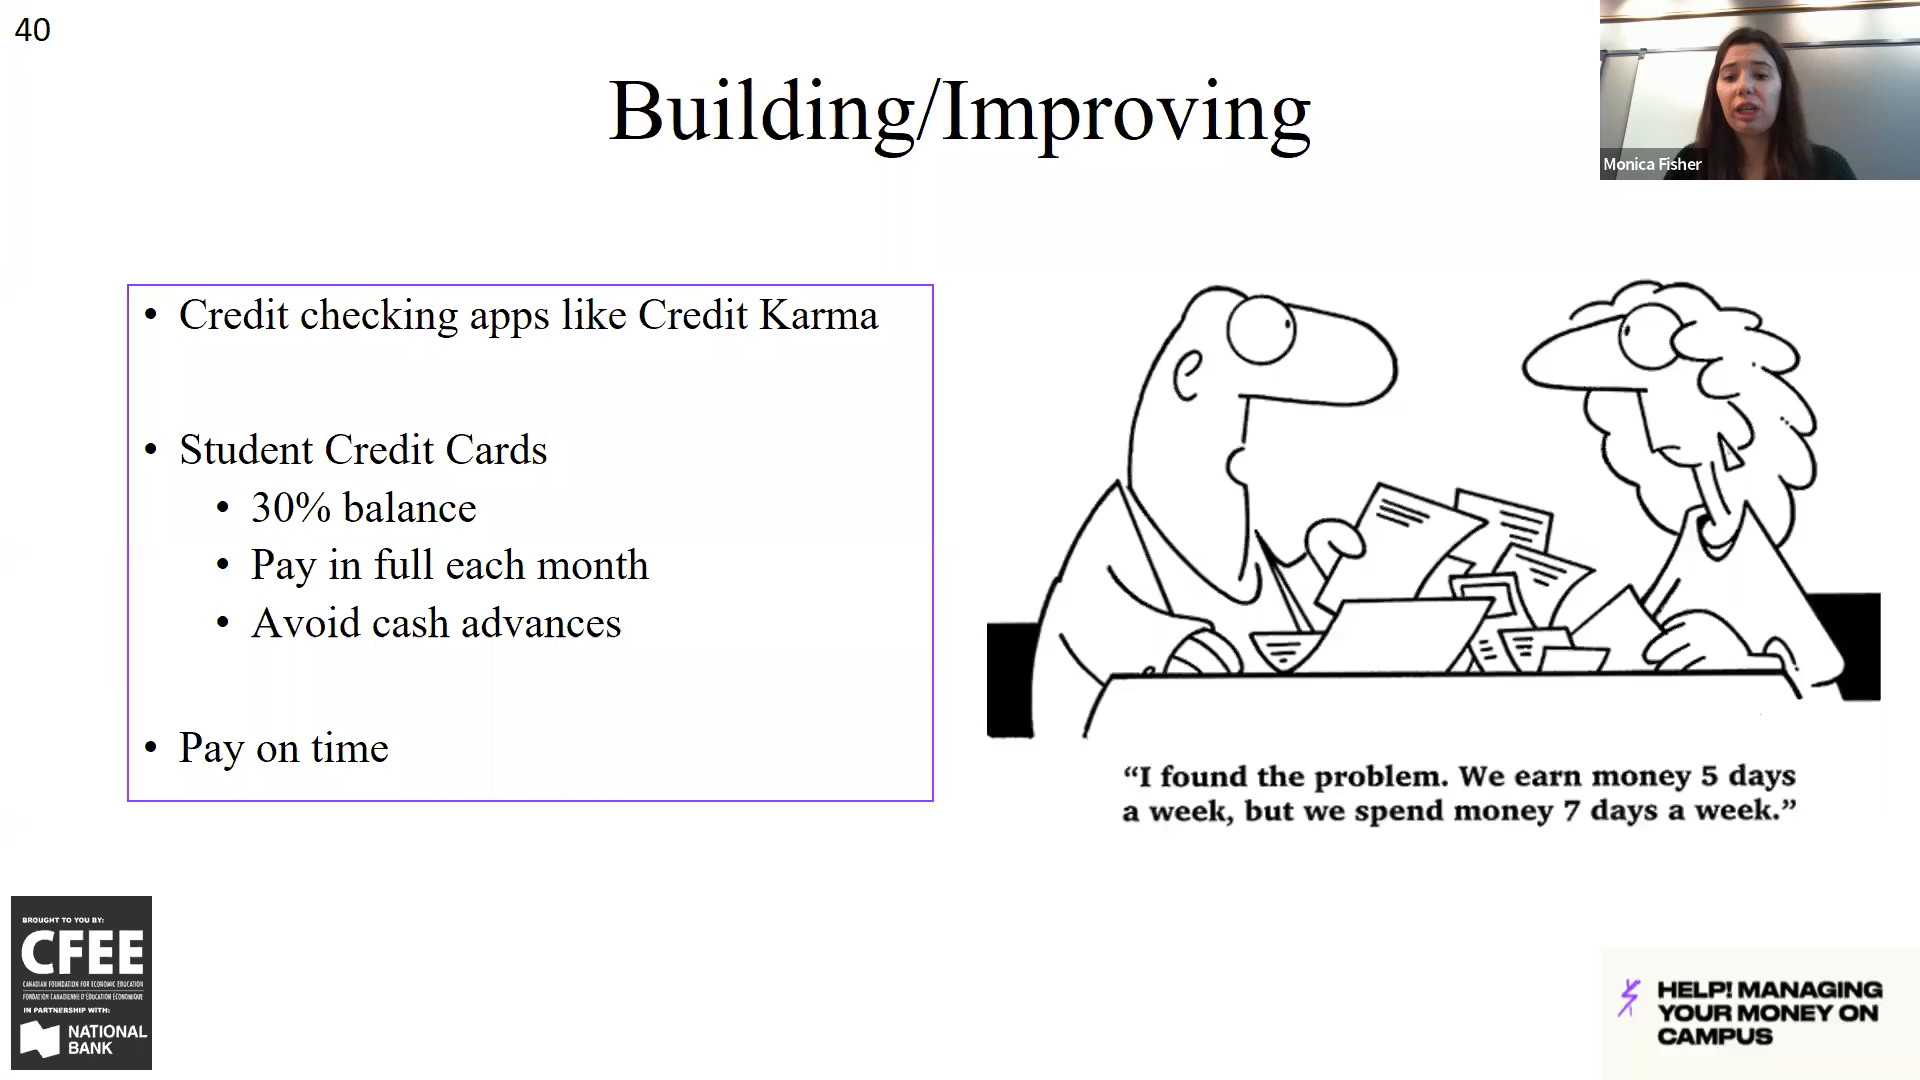 40
Building/Improving
Monica Fisher
• Credit checking apps like Credit Karma
• Student Credit Cards
• 30% balance
• Pay in full each month
• Avoid cash advances
• Pay on time
“I found the problem. We earn money 5 days
a week, but we spend money 7 days a week.”
BROUGHT TO YOU BY:
CFEE
CANADIAN FOUNDATION FOR ECONOMIC EDUCATION
FONDATION CANADIENNE D'ÉDUCATION ÉCONOMIQUE
IN PARTNERSHIP WITH:
NATIONAL
BANK
HELP! MANAGING
YOUR MONEY ON
CAMPUS